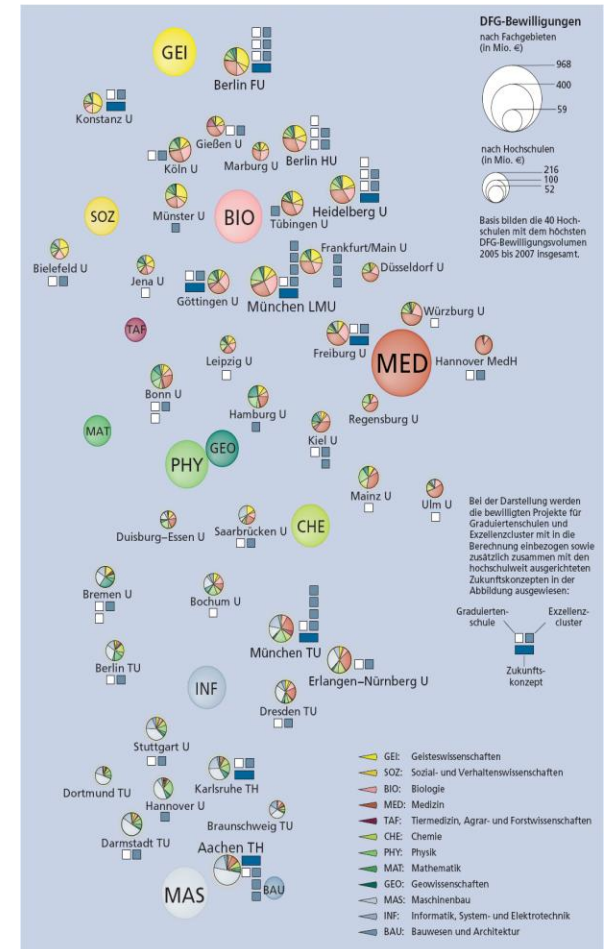 GEI
Berlin FU
Konstanz U
Gießen U
Köln U
Marburg U
Berlin HU
SOZ
Münster U
BIO
Tübingen U
Heidelberg U
Bielefeld U
Jena U
Göttingen U
München LMU
Frankfurt/Main U
Düsseldorf U
TAF
Leipzig U
Freiburg U
MED
Würzburg U
Hannover MedH
Bonn U
Hamburg U
Regensburg U
MAT
PHY
GEO
Kiel U
Mainz U
Ulm U
Duisburg–Essen U
Saarbrücken U
CHE
Bremen U
Bochum U
München TU
Berlin TU
Erlangen–Nürnberg U
INF
Dresden TU
Stuttgart U
Dortmund TU
Karlsruhe TH
Hannover U
Braunschweig TU
Darmstadt TU
Aachen TH
MAS
BAU
DFG-Bewilligungen
nach Fachgebieten
(in Mio. €)
968
400
59
nach Hochschulen
(in Mio. €)
216
100
52
Basis bilden die 40 Hoch-
schulen mit dem höchsten
DFG-Bewilligungsvolumen
2005 bis 2007 insgesamt.
Bei der Darstellung werden
die bewilligten Projekte für
Graduiertenschulen und
Exzellenzcluster mit in die
Berechnung einbezogen sowie
zusätzlich zusammen mit den
hochschulweit ausgerichteten
Zukunftskonzepten in der
Abbildung ausgewiesen:
Graduierten-
schule
Exzellenz-
cluster
Zukunfts-
konzept
GEI: Geisteswissenschaften
SOZ: Sozial- und Verhaltenswissenschaften
BIO: Biologie
MED: Medizin
TAF: Tiermedizin, Agrar- und Forstwissenschaften
CHE: Chemie
PHY: Physik
MAT: Mathematik
GEO: Geowissenschaften
MAS: Maschinenbau
INF: Informatik, System- und Elektrotechnik
BAU: Bauwesen und Architektur